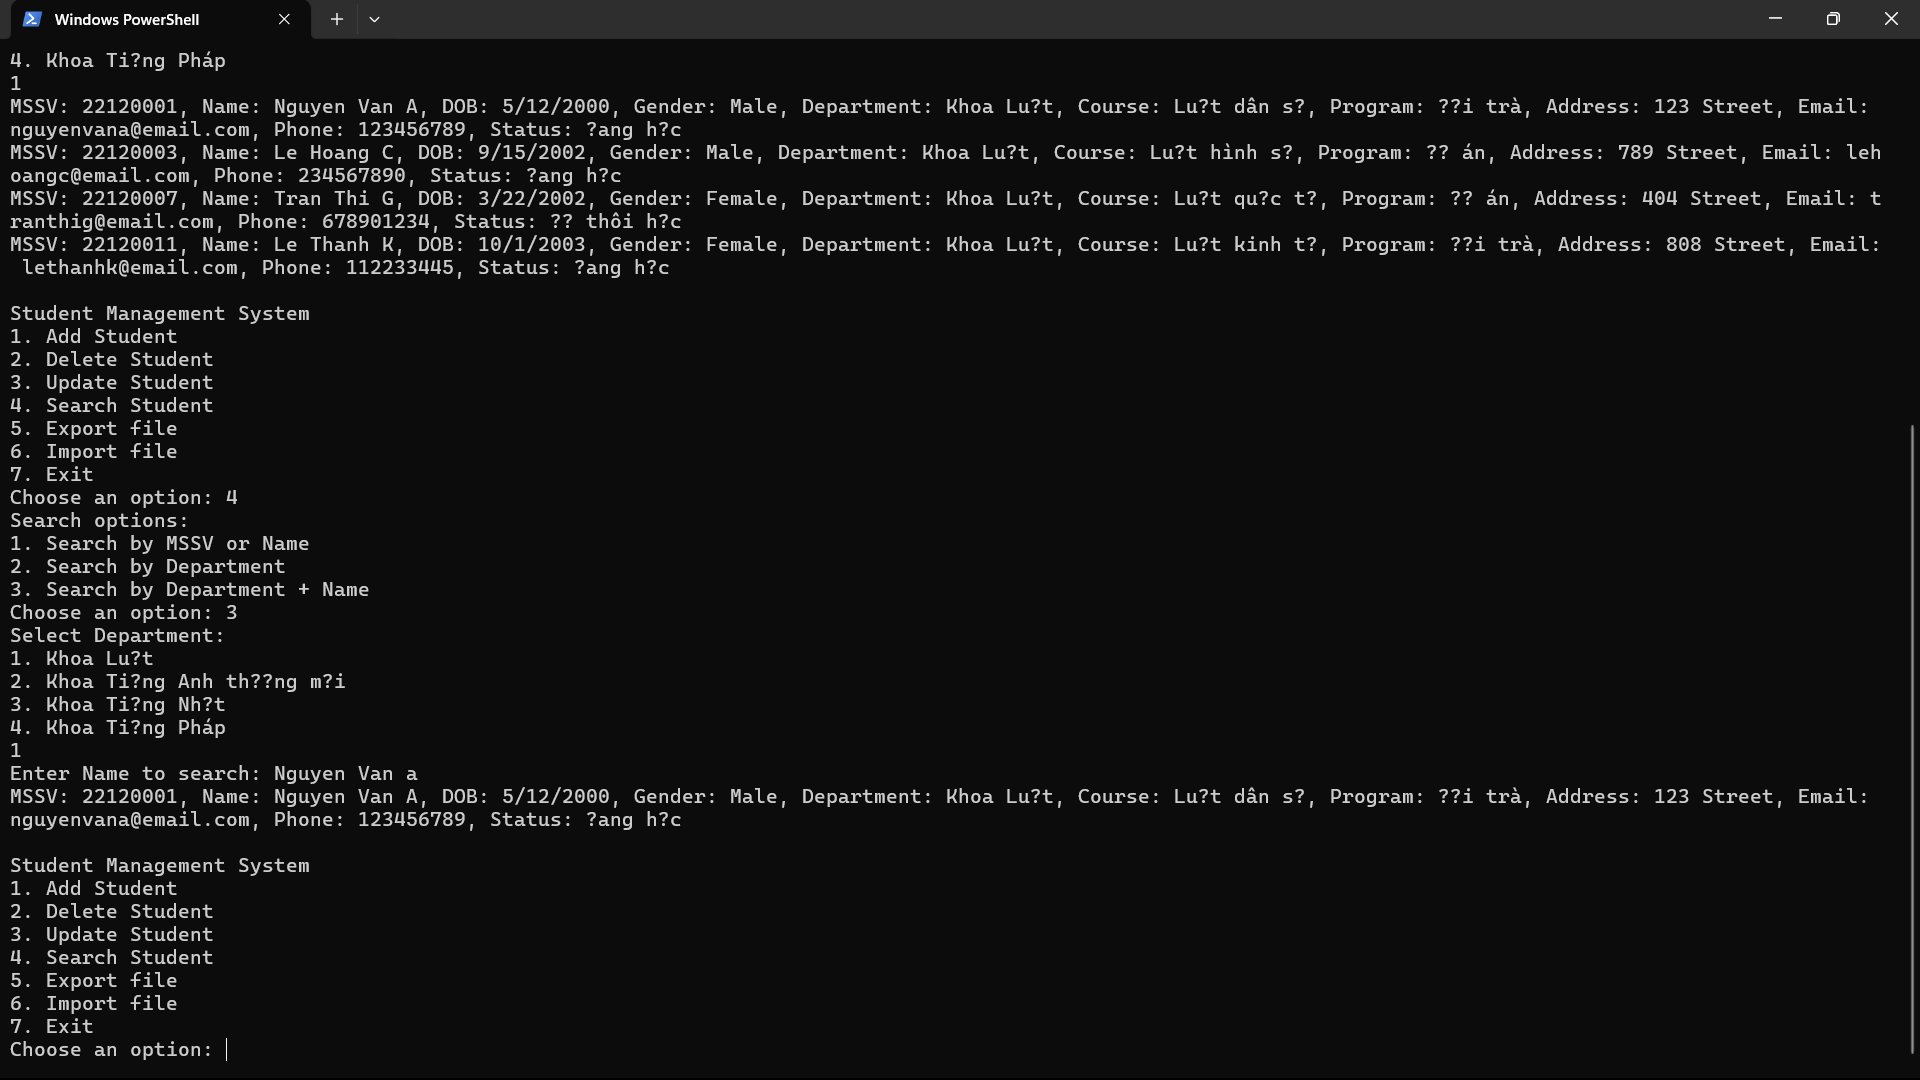 Windows PowerShell
4. Khoa Ti?ng Pháp
1
MSSV: 22120001, Name: Nguyen Van A, DOB: 5/12/2000, Gender: Male, Department: Khoa Lu?t, Course: Lu?t dân s?, Program: ??i trà, Address: 123 Street, Email:
nguyenvana@email.com, Phone: 123456789, Status: ?ang h?c
MSSV: 22120003, Name: Le Hoang C, DOB: 9/15/2002, Gender: Male, Department: Khoa Lu?t, Course: Lu?t hình s?, Program: ?? án, Address: 789 Street, Email: leh
oangc@email.com, Phone: 234567890, Status: ?ang h?c
MSSV: 22120007, Name: Tran Thi G, DOB: 3/22/2002, Gender: Female, Department: Khoa Lu?t, Course: Lu?t qu?c t?, Program: ?? án, Address: 404 Street, Email: t
ranthig@email.com, Phone: 678901234, Status: ?? thôi h?c
MSSV: 22120011, Name: Le Thanh K, DOB: 10/1/2003, Gender: Female, Department: Khoa Lu?t, Course: Lu?t kinh t?, Program: ??i trà, Address: 808 Street, Email:
lethanhk@email.com, Phone: 112233445, Status: ?ang h?c
Student Management System
1. Add Student
2. Delete Student
3. Update Student
4. Search Student
5. Export file
6. Import file
7. Exit
Choose an option: 4
Search options:
1. Search by MSSV or Name
2. Search by Department
3. Search by Department + Name
Choose an option: 3
Select Department:
1. Khoa Lu?t
2. Khoa Ti?ng Anh th??ng m?i
3. Khoa Ti?ng Nh?t
4. Khoa Ti?ng Pháp
1
Enter Name to search: Nguyen Van a
MSSV: 22120001, Name: Nguyen Van A, DOB: 5/12/2000, Gender: Male, Department: Khoa Lu?t, Course: Lu?t dân s?, Program: ??i trà, Address: 123 Street, Email:
nguyenvana@email.com, Phone: 123456789, Status: ?ang h?c
Student Management System
1. Add Student
2. Delete Student
3. Update Student
4. Search Student
5. Export file
6. Import file
7. Exit
Choose an option: